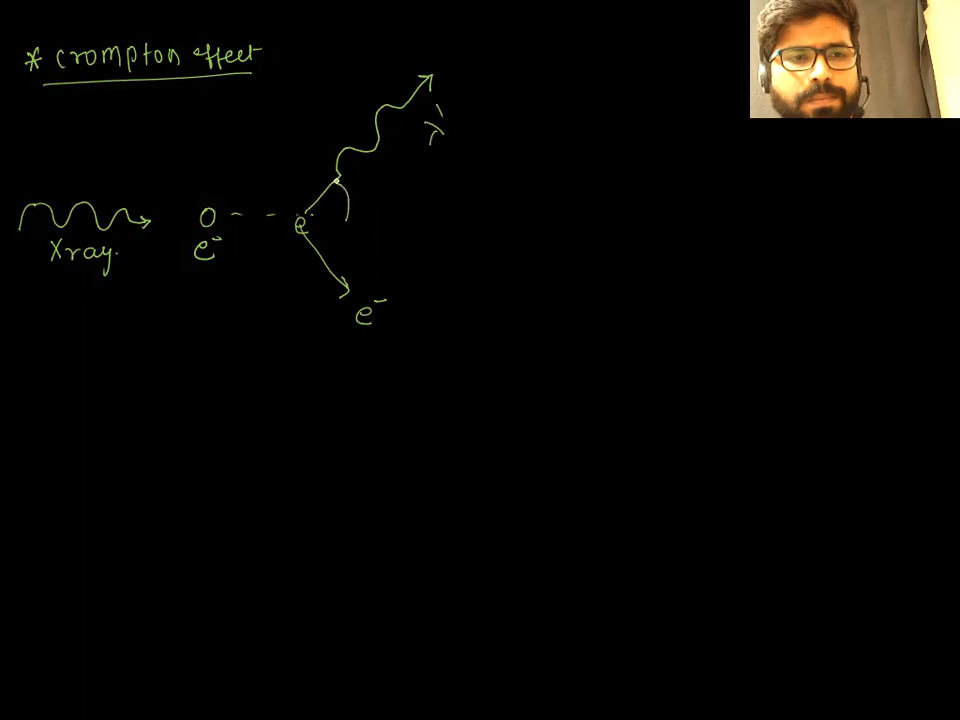 * Crompton effect
λ'
e
O
Xray.
e⁻
e⁻